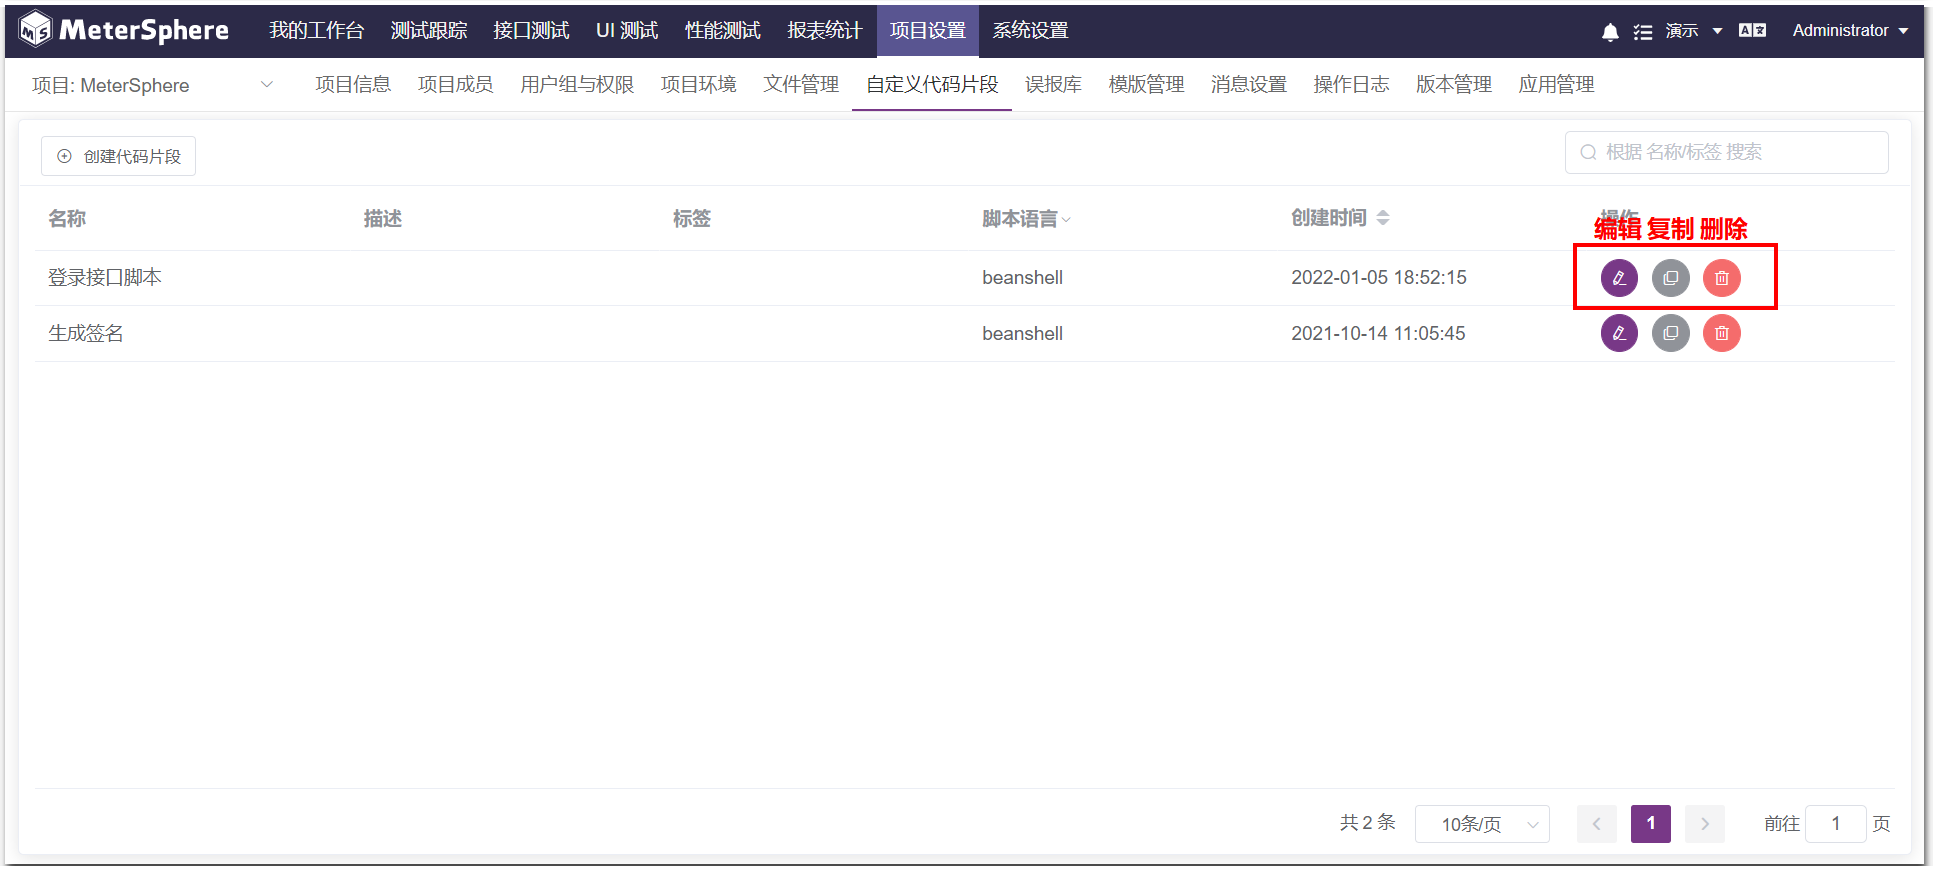 MeterSphere 我的工作台 测试跟踪 接口测试 UI 测试 性能测试 报表统计 项目设置 系统设置 演示 Administrator
项目: MeterSphere 项目信息 项目成员 用户组与权限 项目环境 文件管理 自定义代码片段 误报库 模版管理 消息设置 操作日志 版本管理 应用管理
创建代码片段 根据 名称/标签 搜索
名称 描述 标签 脚本语言 创建时间 操作
编辑 复制 删除
登录接口脚本 beanshell 2022-01-05 18:52:15
生成签名 beanshell 2021-10-14 11:05:45
共 2 条 10条/页 1 前往 1 页